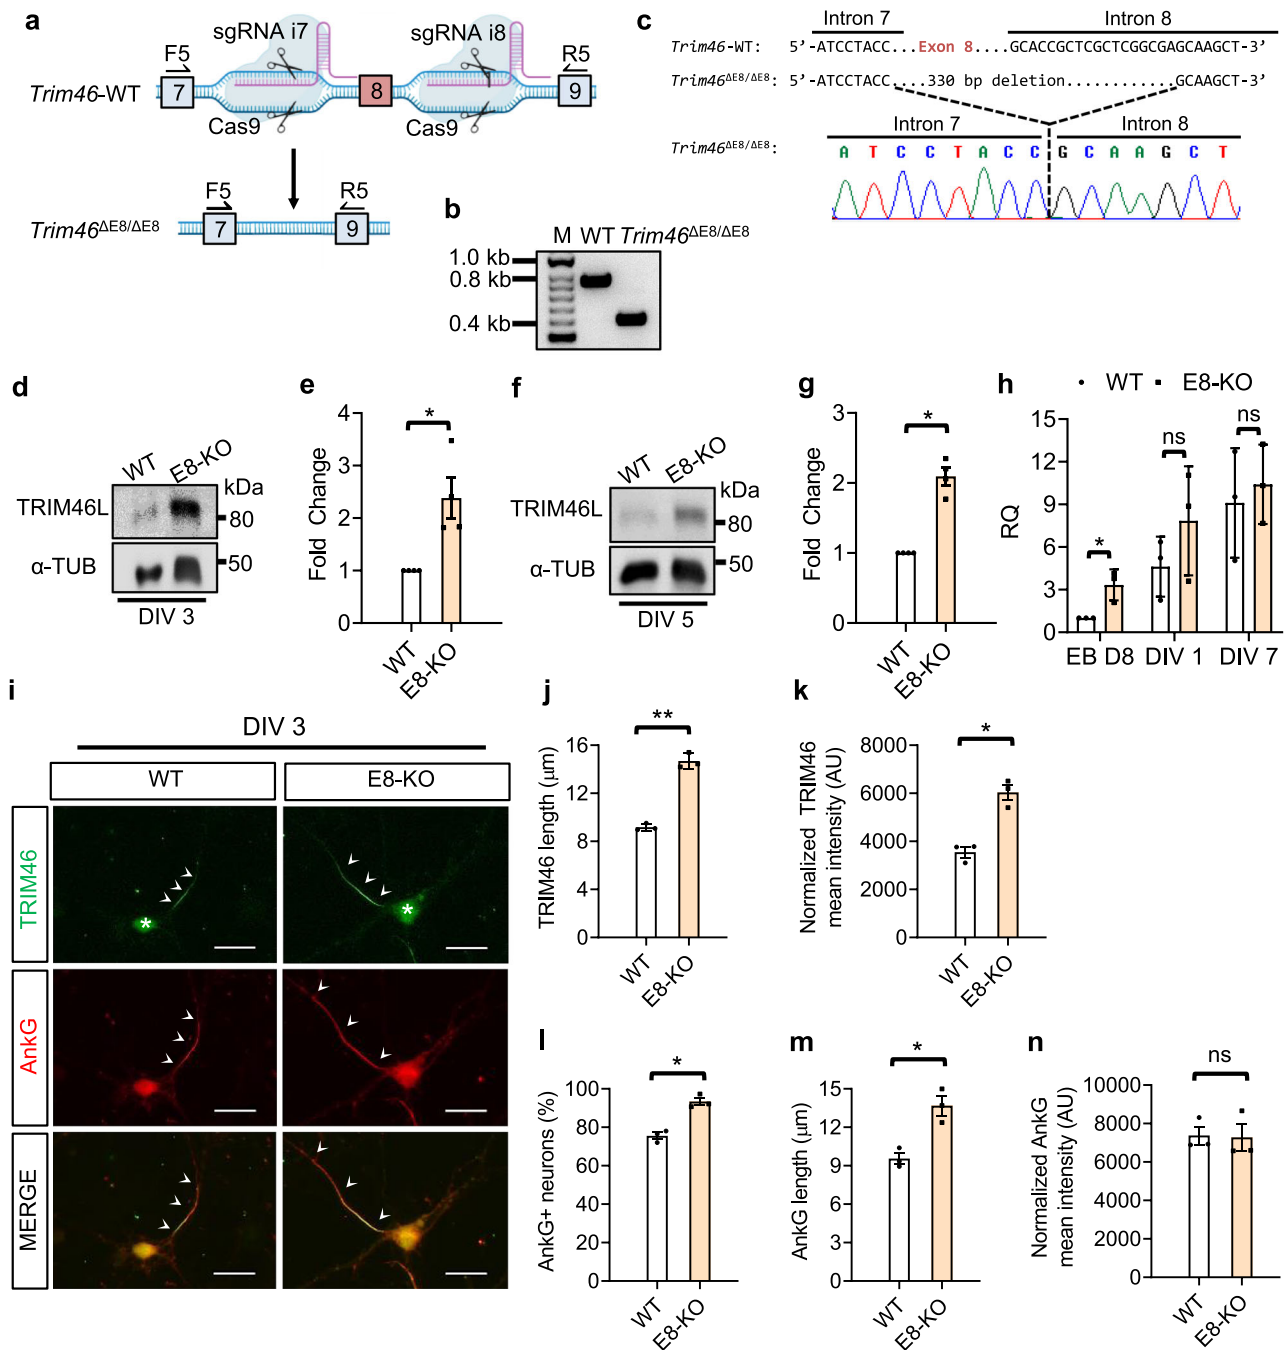 a
sgRNA i7
sgRNA i8
F5
R5
Trim46-WT
7
8
9
Cas9
Cas9
F5
R5
Trim46ΔE8/ΔE8
7
9
b
M WT Trim46ΔE8/ΔE8
1.0 kb
0.8 kb
0.4 kb
c
Intron 7
Intron 8
Trim46-WT: 5’-ATCCTACC...Exon 8....GCACCGCTCGCTCGGCGAGCAAGCT-3’
Trim46ΔE8/ΔE8: 5’-ATCCTACC....330 bp deletion............GCAAGCT-3’
Intron 7
Intron 8
Trim46ΔE8/ΔE8:
A T C C T A C C G C A A G C T
d
WT
E8-KO
kDa
TRIM46L
80
α-TUB
50
DIV 3
e
Fold Change
4
3
2
1
0
*
WT
E8-KO
f
WT
E8-KO
kDa
TRIM46L
80
α-TUB
50
DIV 5
g
Fold Change
3
2
1
0
*
WT
E8-KO
h
WT
E8-KO
RQ
15
12
9
6
3
0
*
ns
ns
EB D8
DIV 1
DIV 7
i
DIV 3
WT
E8-KO
TRIM46
*
*
AnkG
MERGE
j
TRIM46 length (μm)
16
12
8
4
0
**
WT
E8-KO
k
Normalized TRIM46
mean intensity (AU)
8000
6000
4000
2000
0
*
WT
E8-KO
l
AnkG+ neurons (%)
100
80
60
40
20
0
*
WT
E8-KO
m
AnkG length (μm)
15
12
9
6
3
0
*
WT
E8-KO
n
Normalized AnkG
mean intensity (AU)
10000
8000
6000
4000
2000
0
ns
WT
E8-KO